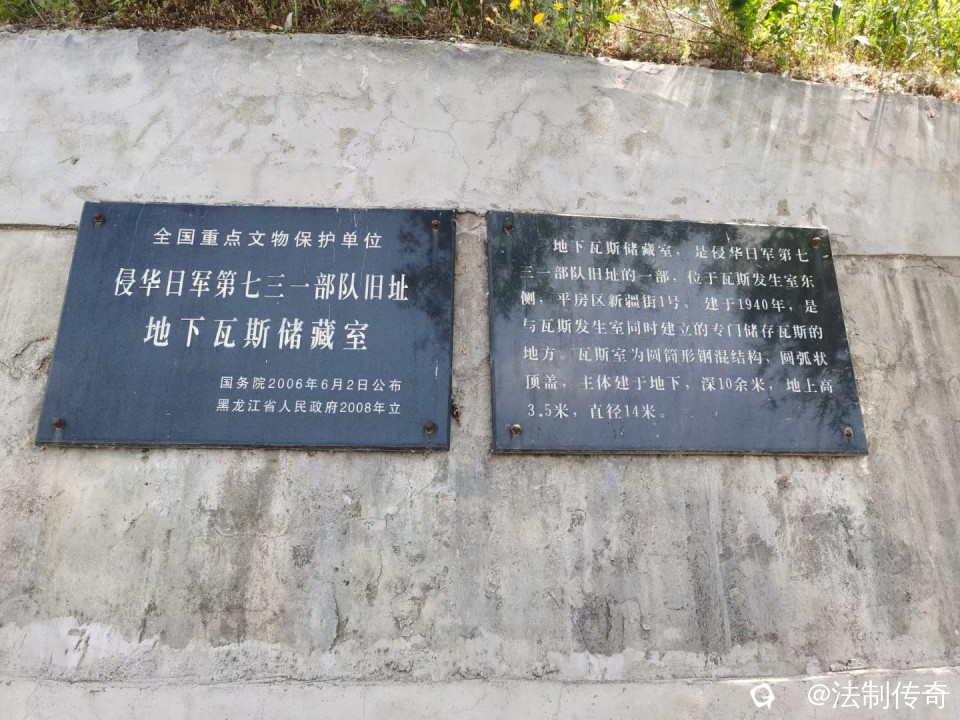 全国重点文物保护单位
侵华日军第七三一部队旧址
地下瓦斯储藏室
国务院2006年6月2日公布
黑龙江省人民政府2008年立
地下瓦斯储藏室，是侵华日军第七
三一部队旧址的一部，位于瓦斯发生室东
侧，平房区新疆街1号。建于1940年，是
与瓦斯发生室同时建立的专门储存瓦斯的
地方。瓦斯室为圆筒形钢混结构，圆弧状
顶盖，主体建于地下，深10余米，地上高
3.5米，直径14米。
@法制传奇